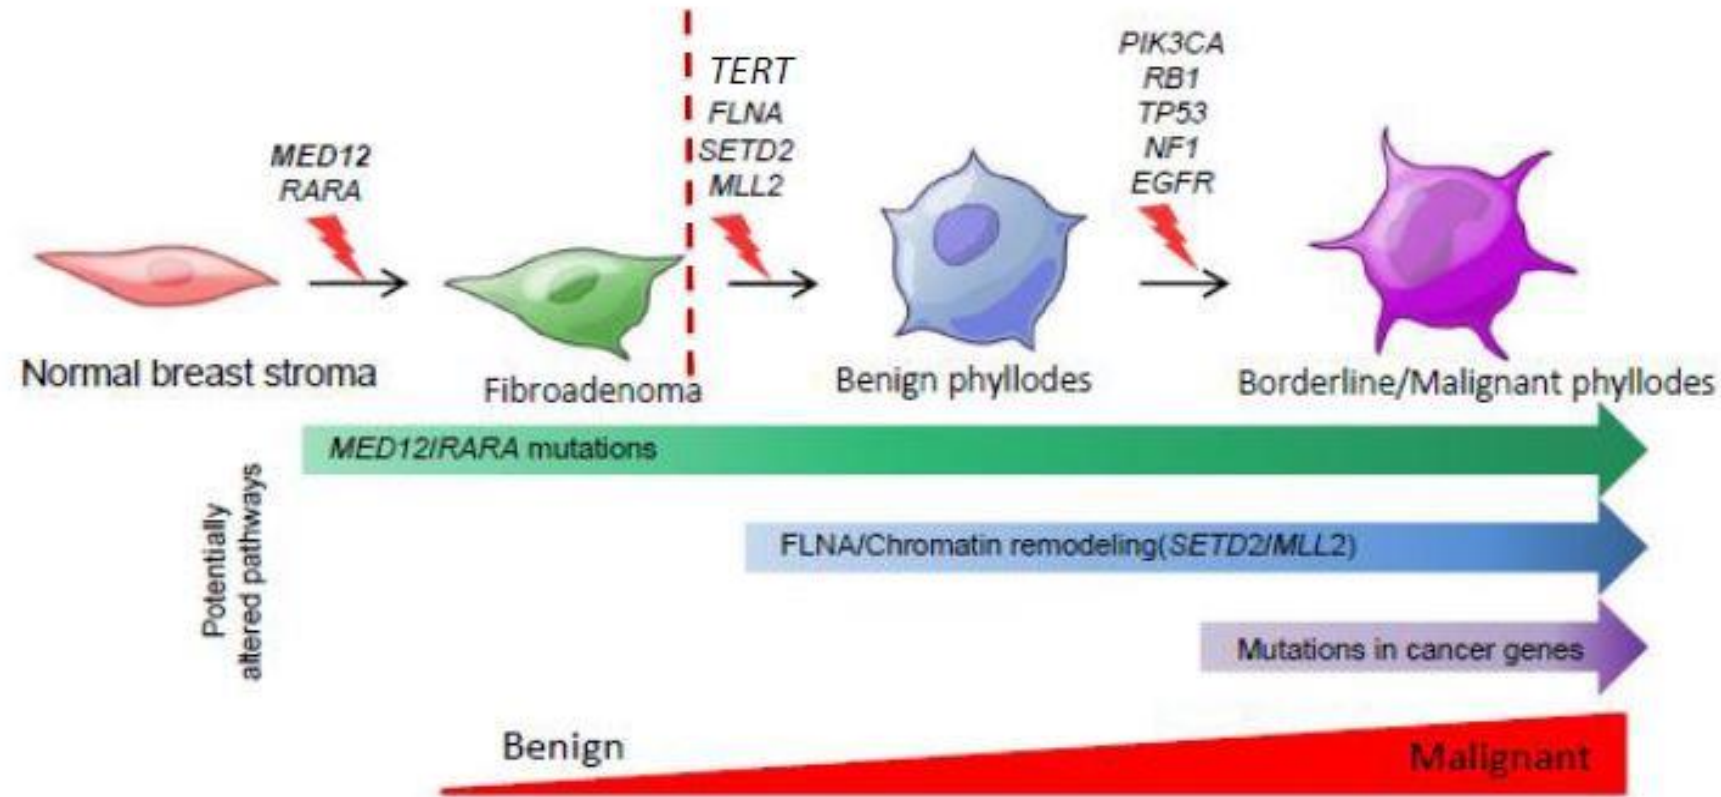 MED12
RARA
TERT
FLNA
SETD2
MLL2
PIK3CA
RB1
TP53
NF1
EGFR
Normal breast stroma
Fibroadenoma
Benign phyllodes
Borderline/Malignant phyllodes
Potentially
altered pathways
MED12/RARA mutations
FLNA/Chromatin remodeling(SETD2/MLL2)
Mutations in cancer genes
Benign
Malignant